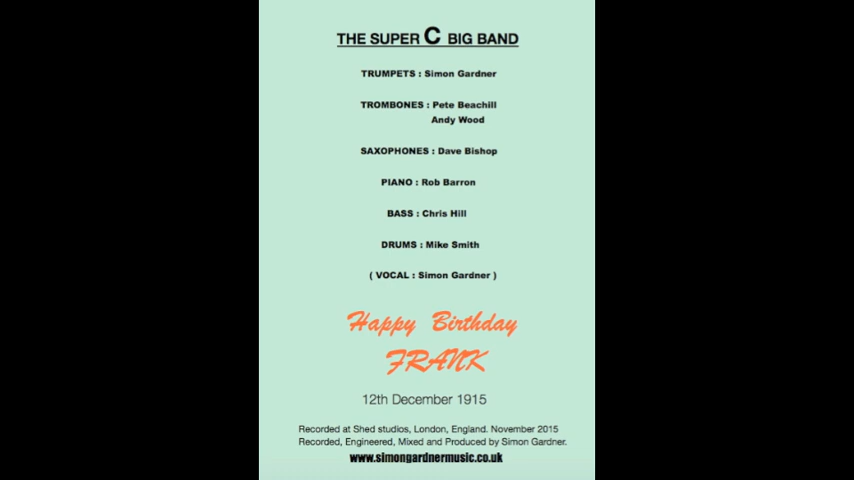 THE SUPER C BIG BAND
TRUMPETS : Simon Gardner
TROMBONES : Pete Beachill
Andy Wood
SAXOPHONES : Dave Bishop
PIANO : Rob Barron
BASS : Chris Hill
DRUMS : Mike Smith
( VOCAL : Simon Gardner )
Happy Birthday
FRANK
12th December 1915
Recorded at Shed studios, London, England. November 2015
Recorded, Engineered, Mixed and Produced by Simon Gardner.
www.simongardnermusic.co.uk